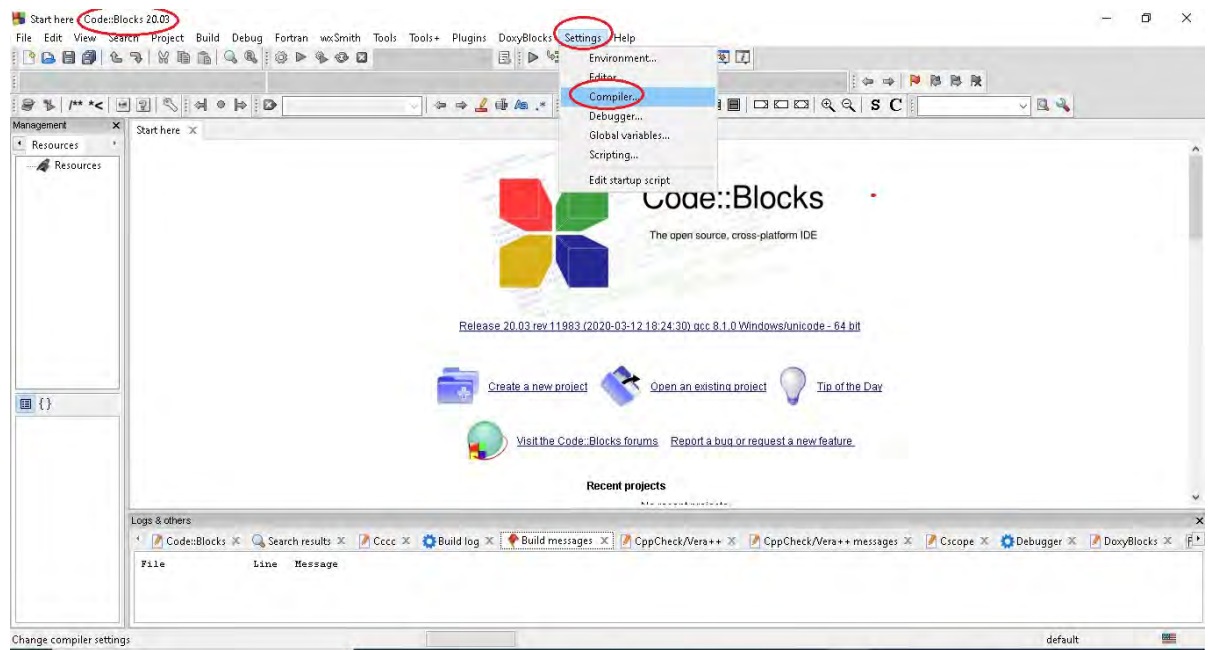 Start here - Code::Blocks 20.03
File Edit View Search Project Build Debug Fortran wxSmith Tools Tools+ Plugins DoxyBlocks Settings Help
Environment...
Editor...
Compiler...
Debugger...
Global variables...
Scripting...
Edit startup script
/** *<
.*
S C
Management
Resources
Resources
{}
Start here
Code::Blocks
The open source, cross-platform IDE
Release 20.03 rev 11983 (2020-03-12 18:24:30) gcc 8.1.0 Windows/unicode - 64 bit
Create a new project
Open an existing project
Tip of the Day
Visit the Code::Blocks forums
Report a bug or request a new feature
Recent projects
No recent projects
Logs & others
Code::Blocks Search results Cccc Build log Build messages CppCheck/Vera++ CppCheck/Vera++ messages Cscope Debugger DoxyBlocks
File Line Message
Change compiler settings
default